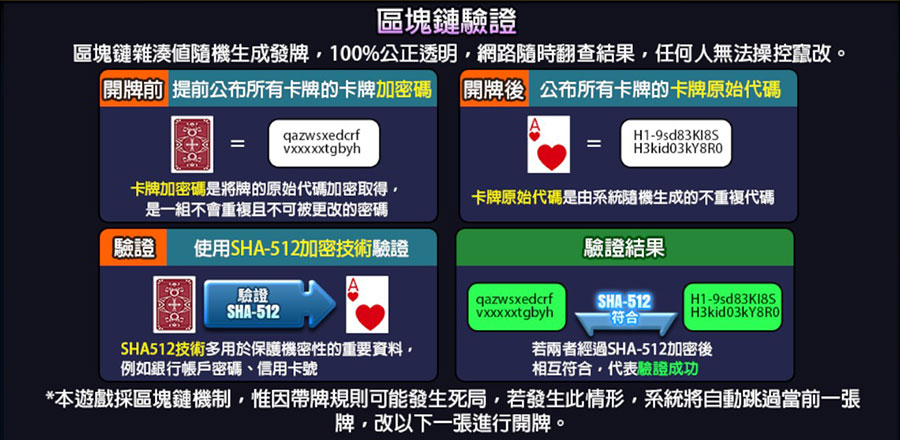 區塊鏈驗證
區塊鏈雜湊值隨機生成發牌，100%公正透明，網路隨時翻查結果，任何人無法操控竄改。
開牌前 提前公布所有卡牌的卡牌加密碼
=
qazwsxedcrf
vxxxxxtgbyh
卡牌加密碼是將牌的原始代碼加密取得，
是一組不會重複且不可被更改的密碼
開牌後 公布所有卡牌的卡牌原始代碼
A
=
H1-9sd83KI8S
H3kid03kY8R0
卡牌原始代碼是由系統隨機生成的不重複代碼
驗證 使用SHA-512加密技術驗證
驗證
SHA-512
A
SHA512技術多用於保護機密性的重要資料，
例如銀行帳戶密碼、信用卡號
驗證結果
qazwsxedcrf
vxxxxxtgbyh
SHA-512
符合
H1-9sd83KI8S
H3kid03kY8R0
若兩者經過SHA-512加密後
相互符合，代表驗證成功
*本遊戲採區塊鏈機制，惟因帶牌規則可能發生死局，若發生此情形，系統將自動跳過當前一張
牌，改以下一張進行開牌。